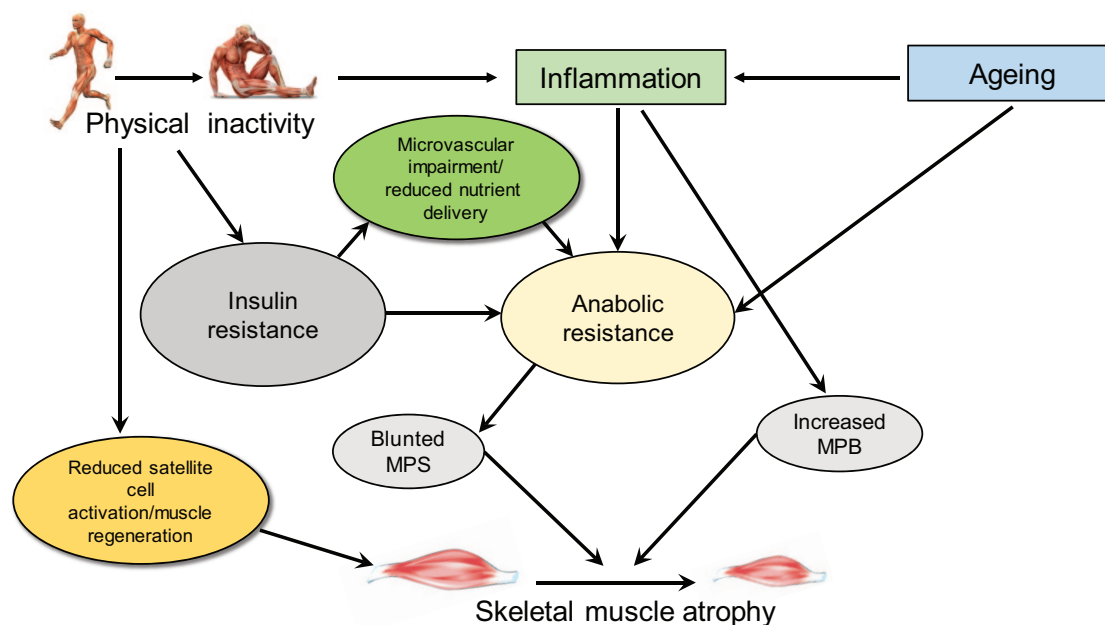 Inflammation
Ageing
Physical inactivity
Microvascular
impairment/
reduced nutrient
delivery
Insulin
resistance
Anabolic
resistance
Blunted
MPS
Increased
MPB
Reduced satellite
cell
activation/muscle
regeneration
Skeletal muscle atrophy